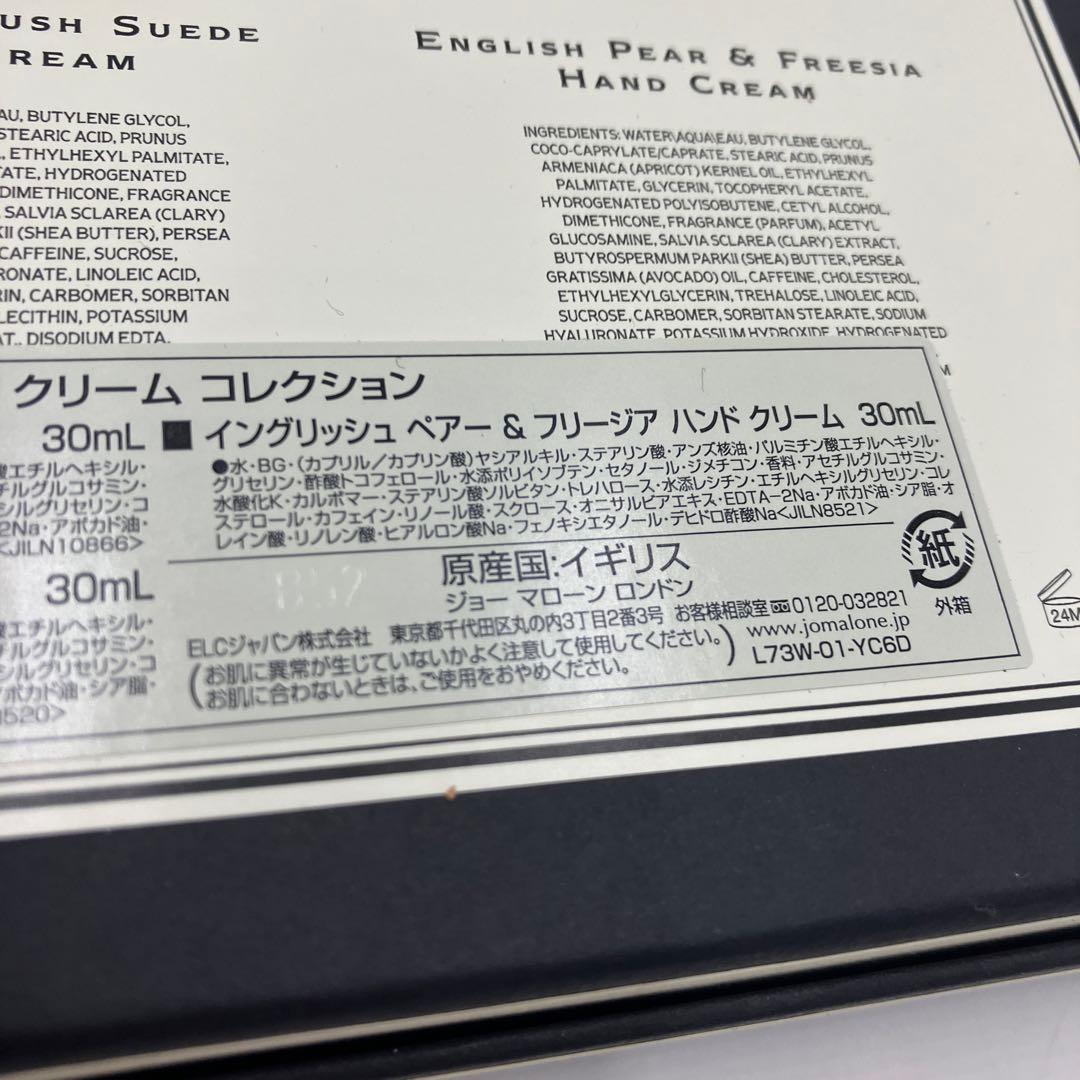 USH SUEDE
REAM
AU, BUTYLENE GLYCOL,
STEARIC ACID, PRUNUS
, ETHYLHEXYL PALMITATE,
TATE, HYDROGENATED
DIMETHICONE, FRAGRANCE
, SALVIA SCLAREA (CLARY)
KII (SHEA BUTTER), PERSEA
CAFFEINE, SUCROSE,
RONATE, LINOLEIC ACID,
RIN, CARBOMER, SORBITAN
LECITHIN, POTASSIUM
AT., DISODIUM EDTA,
ENGLISH PEAR & FREESIA
HAND CREAM
INGREDIENTS: WATER\AQUA\EAU, BUTYLENE GLYCOL,
COCO-CAPRYLATE/CAPRATE, STEARIC ACID, PRUNUS
ARMENIACA (APRICOT) KERNEL OIL, ETHYLHEXYL
PALMITATE, GLYCERIN, TOCOPHERYL ACETATE,
HYDROGENATED POLYISOBUTENE, CETYL ALCOHOL,
DIMETHICONE, FRAGRANCE (PARFUM), ACETYL
GLUCOSAMINE, SALVIA SCLAREA (CLARY) EXTRACT,
BUTYROSPERMUM PARKII (SHEA) BUTTER, PERSEA
GRATISSIMA (AVOCADO) OIL, CAFFEINE, CHOLESTEROL,
ETHYLHEXYLGLYCERIN, TREHALOSE, LINOLEIC ACID,
SUCROSE, CARBOMER, SORBITAN STEARATE, SODIUM
HYALURONATE, POTASSIUM HYDROXIDE, HYDROGENATED
クリーム コレクション
30mL
酸エチルヘキシル・
チルグルコサミン・
シルグリセリン・コ
2Na・アボカド油・
<JILN10866>
30mL
酸エチルヘキシル・
チルグルコサミン・
シルグリセリン・コ
アボカド油・シア脂・
8520>
■ イングリッシュ ペアー & フリージア ハンド クリーム 30mL
●水・BG・(カプリル/カプリン酸)ヤシアルキル・ステアリン酸・アンズ核油・パルミチン酸エチルヘキシル・
グリセリン・酢酸トコフェロール・水添ポリイソブテン・セタノール・ジメチコン・香料・アセチルグルコサミン・
水酸化K・カルボマー・ステアリン酸ソルビタン・トレハロース・水添レシチン・エチルヘキシルグリセリン・コレ
ステロール・カフェイン・リノール酸・スクロース・オニサルビアエキス・EDTA-2Na・アボカド油・シア脂・オ
レイン酸・リノレン酸・ヒアルロン酸Na・フェノキシエタノール・デヒドロ酢酸Na<JILN8521>
原産国:イギリス
ジョー マローン ロンドン
ELCジャパン株式会社 東京都千代田区丸の内3丁目2番3号 お客様相談室 0120-032821
(お肌に異常が生じていないかよく注意して使用してください。
お肌に合わないときは、ご使用をおやめください。)
www.jomalone.jp
L73W-01-YC6D
紙
外箱
24M